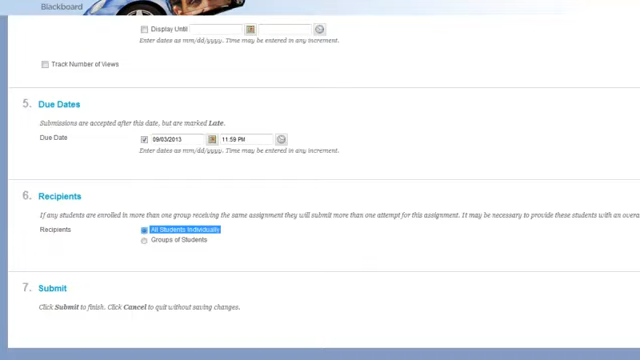 Blackboard
Display Until
Enter dates as mm/dd/yyyy. Time may be entered in any increment.
Track Number of Views
5. Due Dates
Submissions are accepted after this date, but are marked Late.
Due Date 09/03/2013 11:59 PM
Enter dates as mm/dd/yyyy. Time may be entered in any increment.
6. Recipients
If any students are enrolled in more than one group receiving the same assignment they will submit more than one attempt for this assignment. It may be necessary to provide these students with an overa
Recipients All Students Individually
Groups of Students
7. Submit
Click Submit to finish. Click Cancel to quit without saving changes.